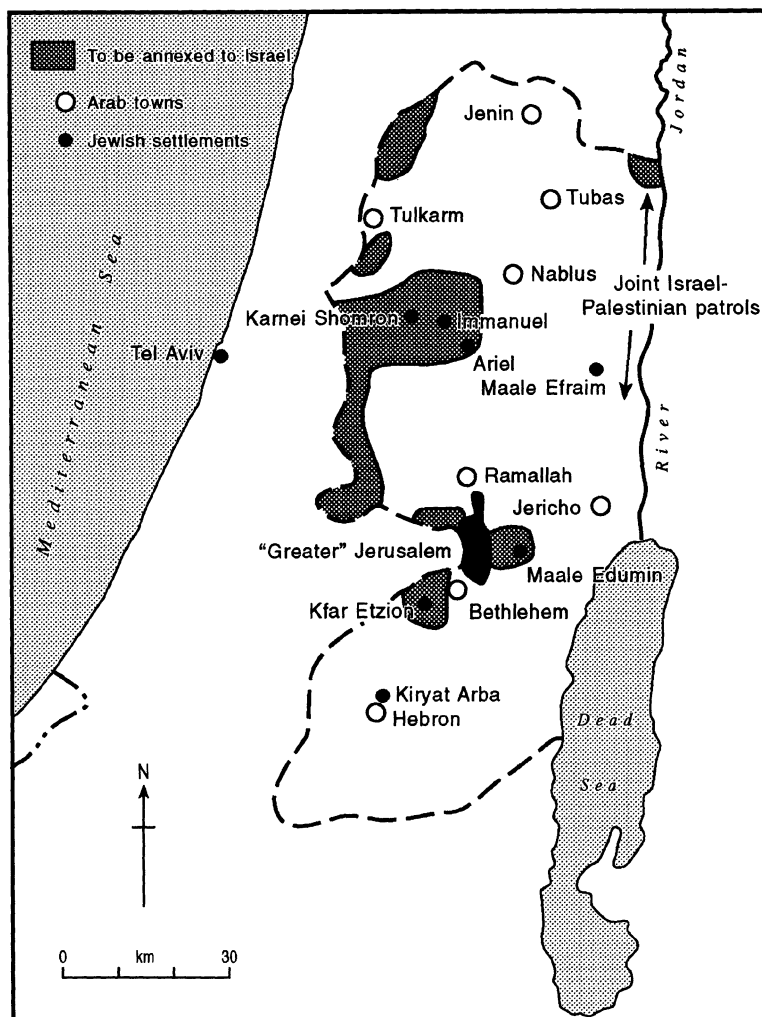 To be annexed to Israel
Arab towns
Jewish settlements
Jordan
Jenin
Tubas
Tulkarm
Nablus
Joint Israel-
Palestinian patrols
Karnei Shomron
Immanuel
Tel Aviv
Ariel
Maale Efraim
Mediterranean Sea
River
Ramallah
Jericho
“Greater” Jerusalem
Maale Edumin
Kfar Etzion
Bethlehem
Kiryat Arba
Hebron
Dead
Sea
N
0 km 30